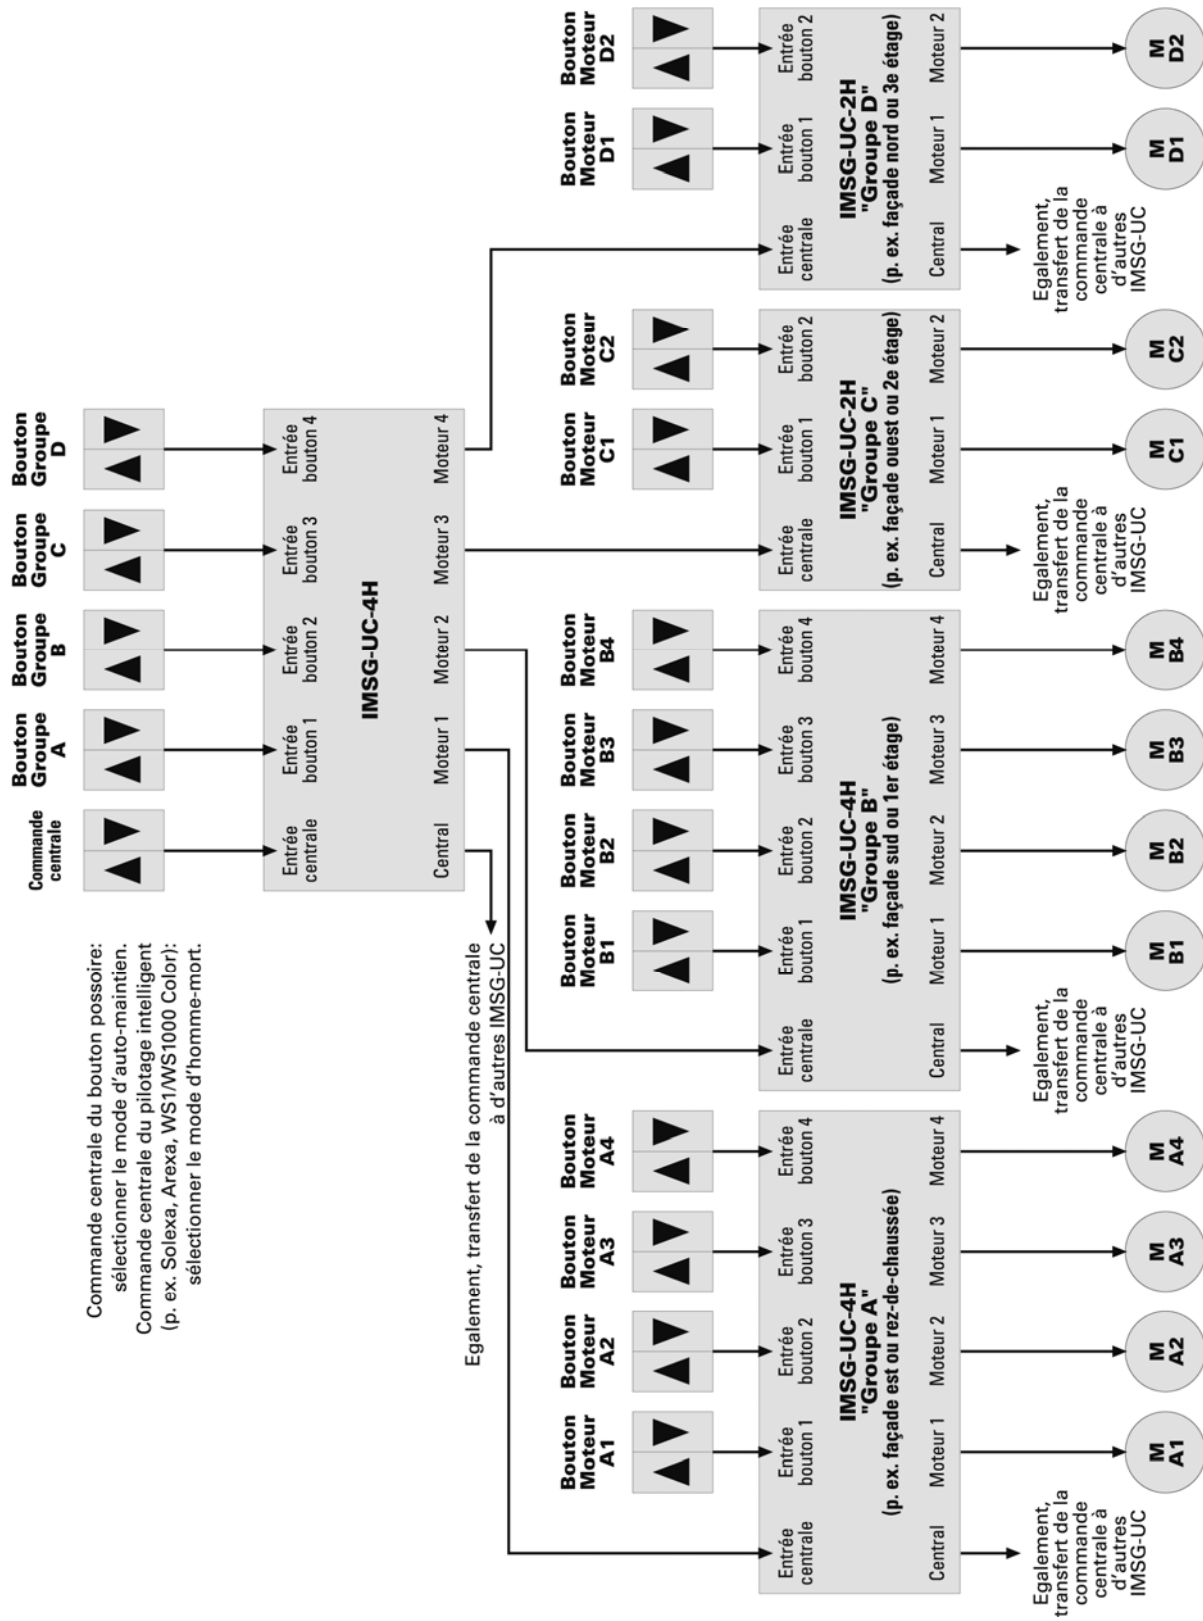 Commande centrale du bouton possoire:
sélectionner le mode d'auto-maintien.
Commande centrale du pilotage intelligent
(p. ex. Solexa, Arexa, WS1/WS1000 Color):
sélectionner le mode d'homme-mort.
Commande
centrale
Bouton
Groupe
A
Bouton
Groupe
B
Bouton
Groupe
C
Bouton
Groupe
D
Entrée
centrale
Entrée
bouton 1
Entrée
bouton 2
Entrée
bouton 3
Entrée
bouton 4
IMSG-UC-4H
Central
Moteur 1
Moteur 2
Moteur 3
Moteur 4
Egalement, transfert de la commande centrale
à d'autres IMSG-UC
Bouton
Moteur
A1
Bouton
Moteur
A2
Bouton
Moteur
A3
Bouton
Moteur
A4
Entrée
centrale
Entrée
bouton 1
Entrée
bouton 2
Entrée
bouton 3
Entrée
bouton 4
IMSG-UC-4H
"Groupe A"
(p. ex. façade est ou rez-de-chaussée)
Central
Moteur 1
Moteur 2
Moteur 3
Moteur 4
Egalement,
transfert de la
commande
centrale à
d'autres
IMSG-UC
M
A1
M
A2
M
A3
M
A4
Bouton
Moteur
B1
Bouton
Moteur
B2
Bouton
Moteur
B3
Bouton
Moteur
B4
Entrée
centrale
Entrée
bouton 1
Entrée
bouton 2
Entrée
bouton 3
Entrée
bouton 4
IMSG-UC-4H
"Groupe B"
(p. ex. façade sud ou 1er étage)
Central
Moteur 1
Moteur 2
Moteur 3
Moteur 4
Egalement,
transfert de la
commande
centrale à
d'autres
IMSG-UC
M
B1
M
B2
M
B3
M
B4
Bouton
Moteur
C1
Bouton
Moteur
C2
Entrée
centrale
Entrée
bouton 1
Entrée
bouton 2
IMSG-UC-2H
"Groupe C"
(p. ex. façade ouest ou 2e étage)
Central
Moteur 1
Moteur 2
Egalement,
transfert de la
commande
centrale à
d'autres
IMSG-UC
M
C1
M
C2
Bouton
Moteur
D1
Bouton
Moteur
D2
Entrée
centrale
Entrée
bouton 1
Entrée
bouton 2
IMSG-UC-2H
"Groupe D"
(p. ex. façade nord ou 3e étage)
Central
Moteur 1
Moteur 2
Egalement,
transfert de la
commande
centrale à
d'autres
IMSG-UC
M
D1
M
D2